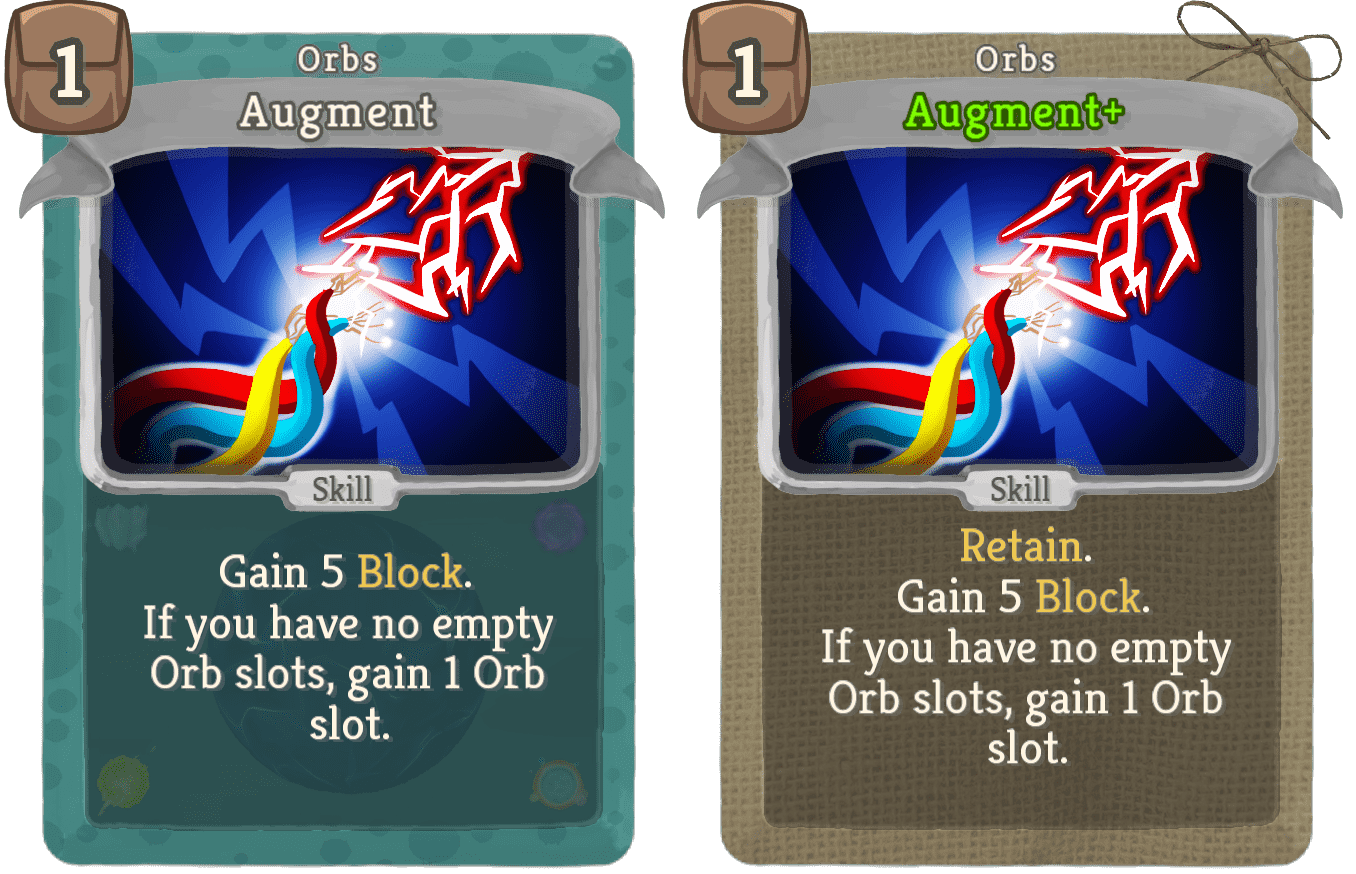 1
Orbs
Augment
Skill
Gain 5 Block.
If you have no empty
Orb slots, gain 1 Orb
slot.
1
Orbs
Augment+
Skill
Retain.
Gain 5 Block.
If you have no empty
Orb slots, gain 1 Orb
slot.